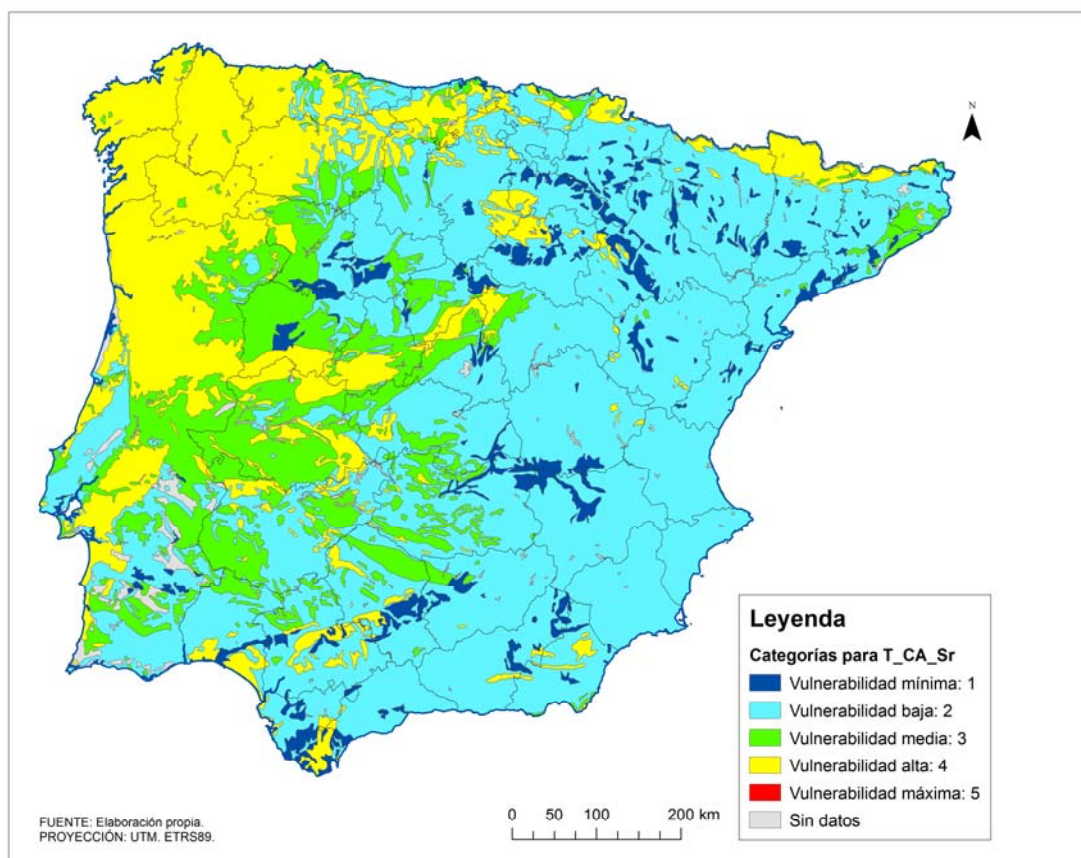 N
Leyenda
Categorías para T_CA_Sr
Vulnerabilidad mínima: 1
Vulnerabilidad baja: 2
Vulnerabilidad media: 3
Vulnerabilidad alta: 4
Vulnerabilidad máxima: 5
Sin datos
FUENTE: Elaboración propia.
PROYECCIÓN: UTM. ETRS89.
0 50 100 200 km